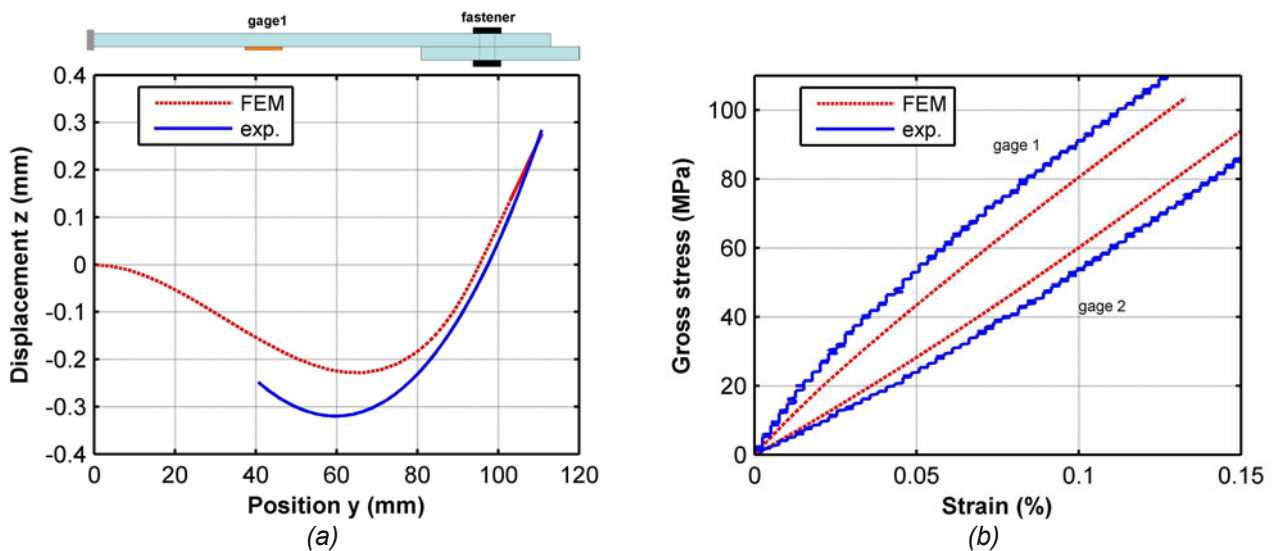 gage1
fastener
FEM
exp.
0.4
0.3
0.2
0.1
0
-0.1
-0.2
-0.3
-0.4
0 20 40 60 80 100 120
Displacement z (mm)
Position y (mm)
(a)
FEM
exp.
gage 1
gage 2
100
80
60
40
20
0
0 0.05 0.1 0.15
Gross stress (MPa)
Strain (%)
(b)